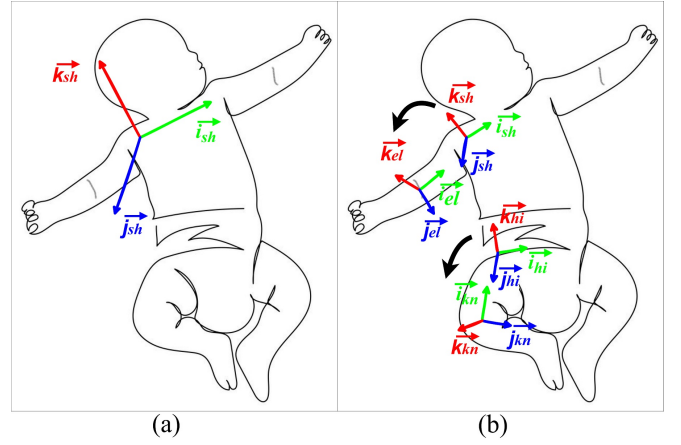 k_sh
i_sh
j_sh
k_sh
i_sh
k_el
j_sh
i_el
j_el
k_hi
i_hi
j_hi
i_kn
j_kn
k_kn
(a)
(b)